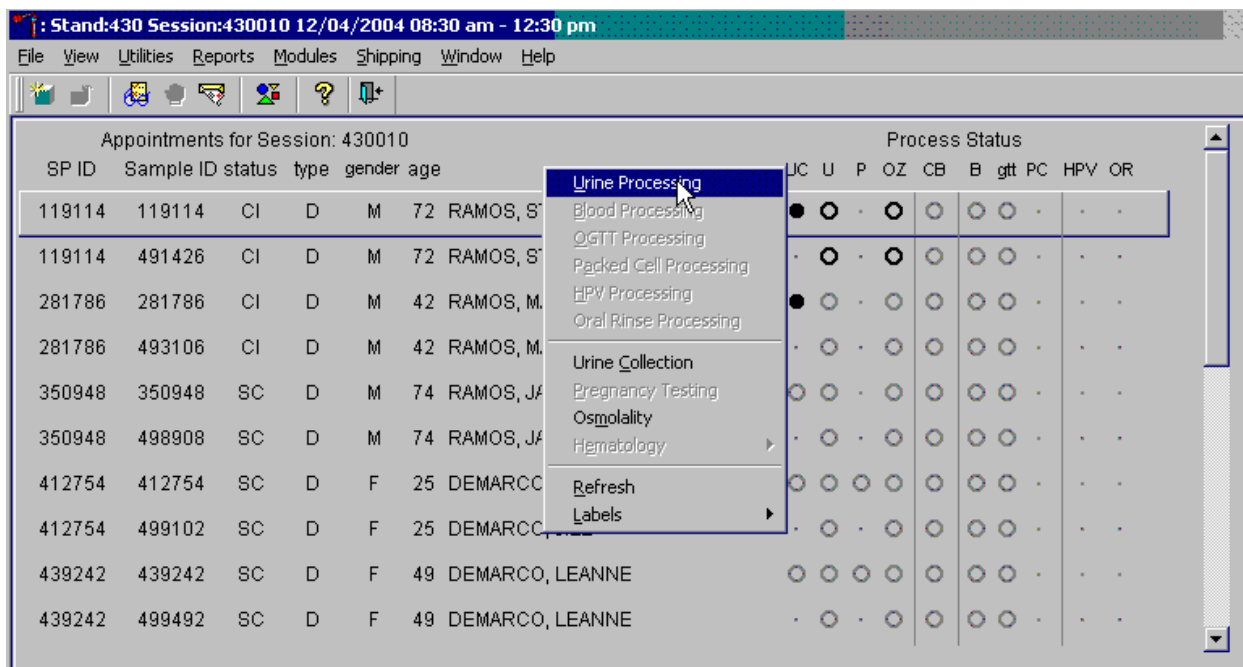 : Stand:430 Session:430010 12/04/2004 08:30 am - 12:30 pm
File View Utilities Reports Modules Shipping Window Help
Appointments for Session: 430010 Process Status
SP ID Sample ID status type gender age UC U P OZ CB B gtt PC HPV OR
119114 119114 CI D M 72 RAMOS, S
119114 491426 CI D M 72 RAMOS, S
281786 281786 CI D M 42 RAMOS, M
281786 493106 CI D M 42 RAMOS, M
350948 350948 SC D M 74 RAMOS, JA
350948 498908 SC D M 74 RAMOS, JA
412754 412754 SC D F 25 DEMARCO
412754 499102 SC D F 25 DEMARCO,
439242 439242 SC D F 49 DEMARCO, LEANNE
439242 499492 SC D F 49 DEMARCO, LEANNE
Urine Processing
Blood Processing
OGTT Processing
Packed Cell Processing
HPV Processing
Oral Rinse Processing
Urine Collection
Pregnancy Testing
Osmolality
Hematology
Refresh
Labels